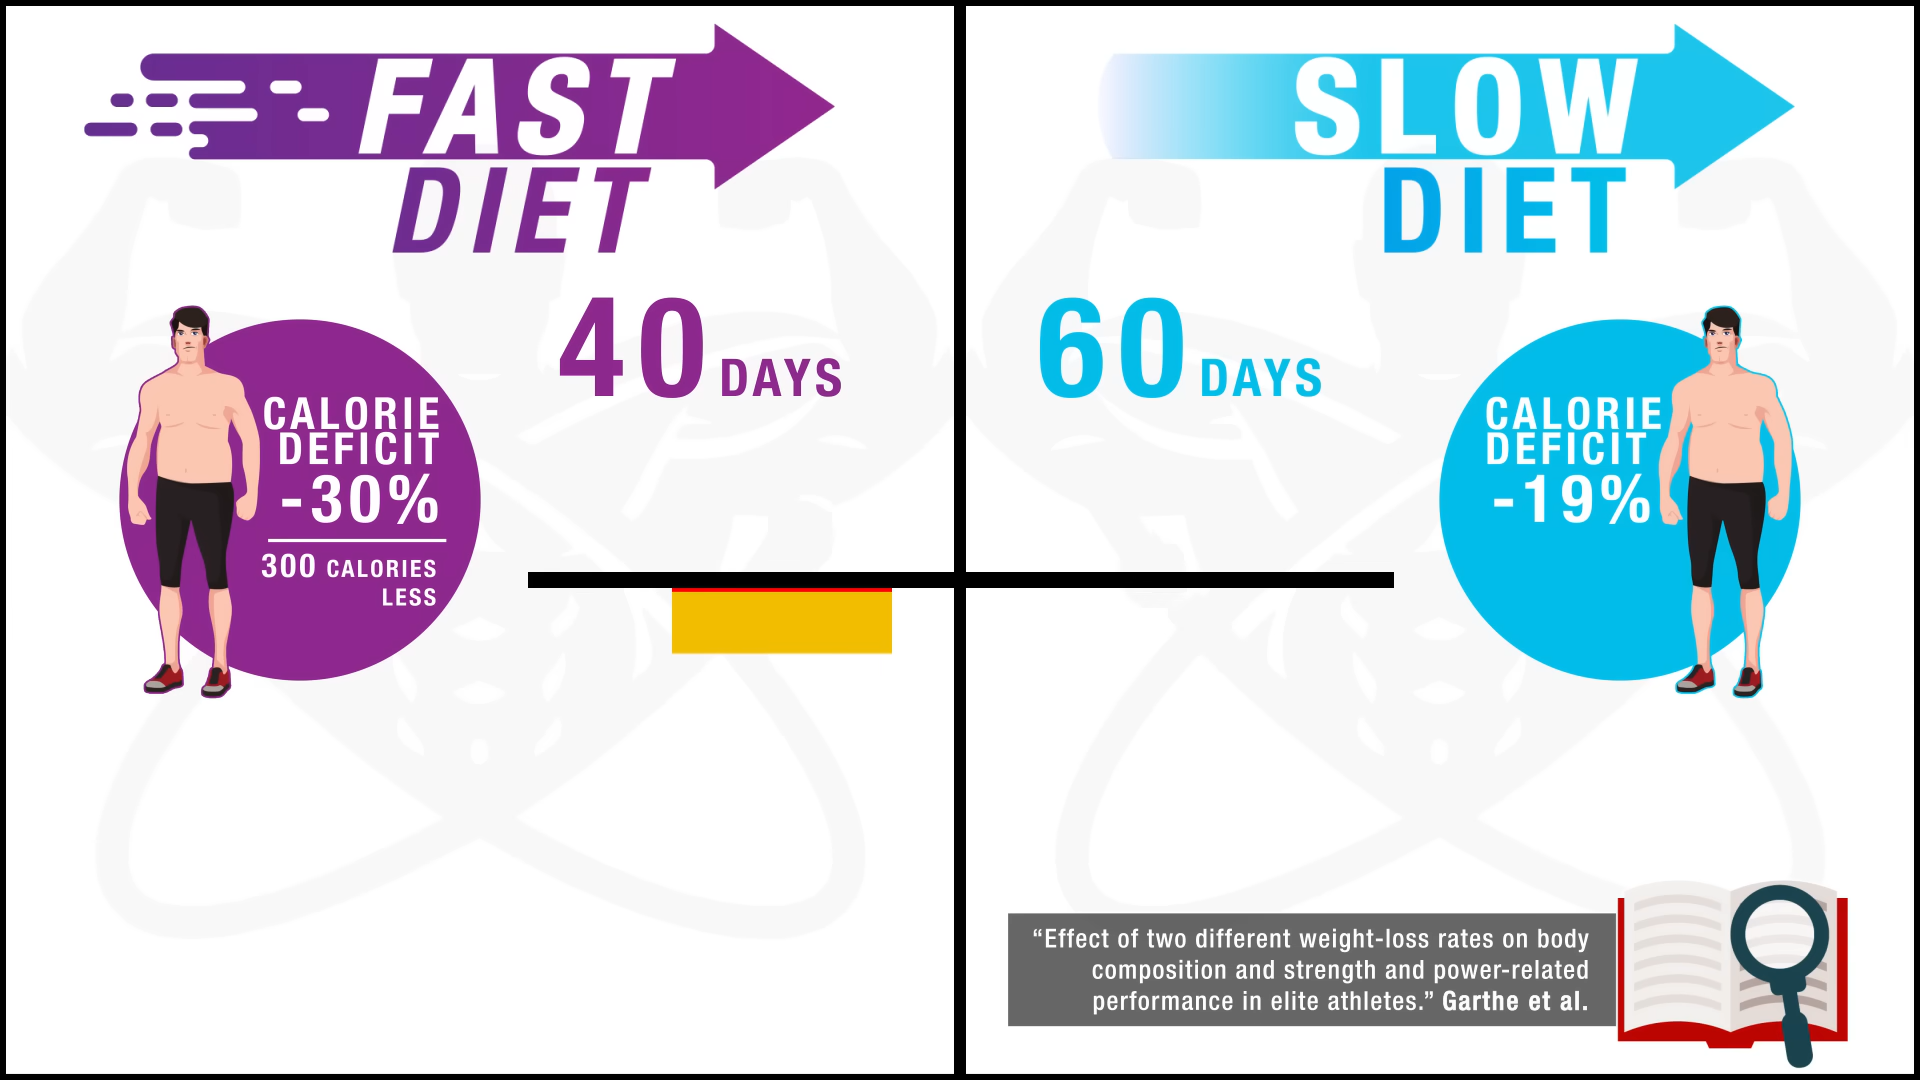 FAST
DIET
40 DAYS
CALORIE
DEFICIT
-30%
300 CALORIES
LESS
SLOW
DIET
60 DAYS
CALORIE
DEFICIT
-19%
“Effect of two different weight-loss rates on body
composition and strength and power-related
performance in elite athletes.” Garthe et al.